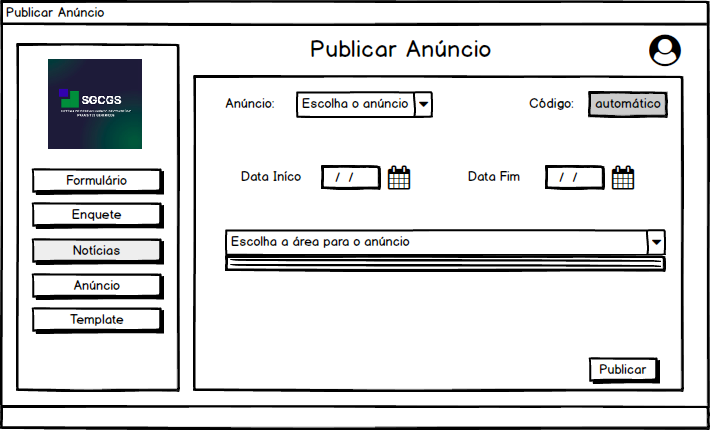 Publicar Anúncio
Publicar Anúncio
SGCGS
Formulário
Enquete
Notícias
Anúncio
Template
Anúncio: Escolha o anúncio Código: automático
Data Iníco / / Data Fim / /
Escolha a área para o anúncio
Publicar